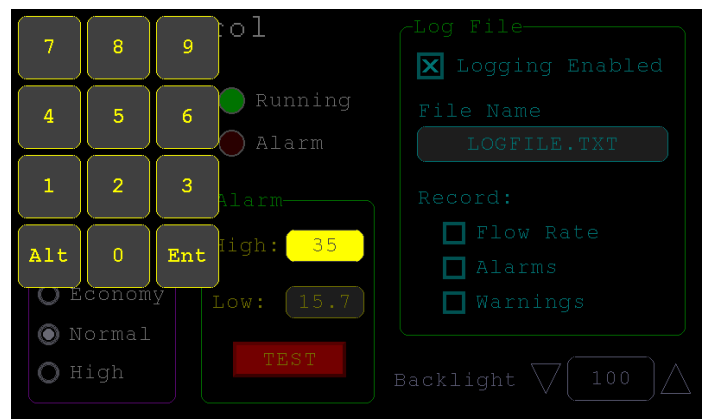 7 8 9
4 5 6
1 2 3
Alt 0 Ent
rol
Running
Alarm
Alarm
High: 35
Low: 15.7
TEST
Economy
Normal
High
Log File
Logging Enabled
File Name
LOGFILE.TXT
Record:
Flow Rate
Alarms
Warnings
Backlight 100